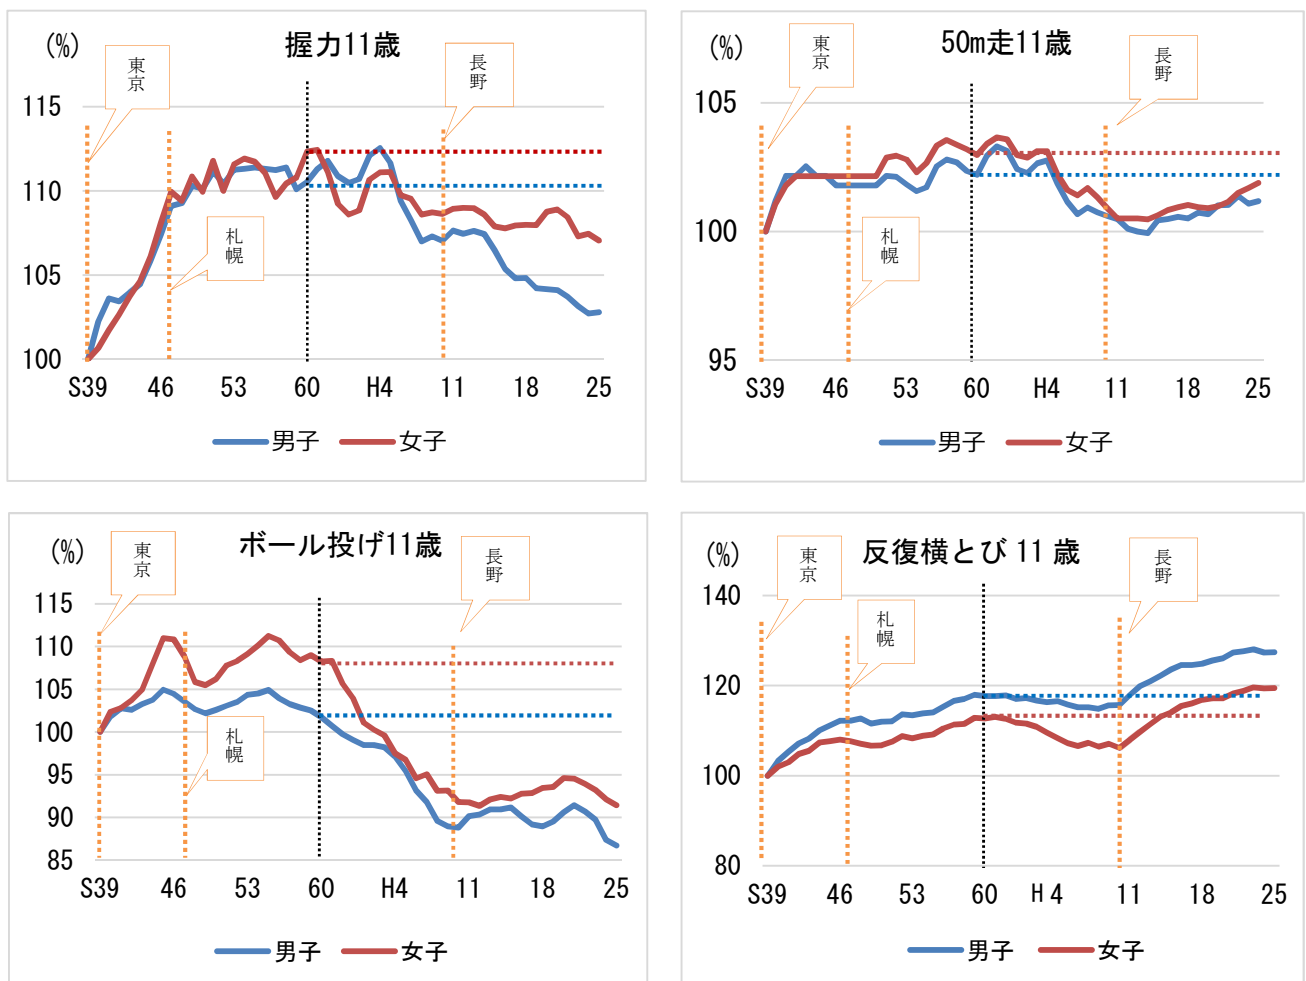 握力11歳
(%)
東京
長野
札幌
115
110
105
100
S39 46 53 60 H4 11 18 25
男子 女子
50m走11歳
(%)
東京
長野
札幌
105
100
95
S39 46 53 60 H4 11 18 25
男子 女子
ボール投げ11歳
(%)
東京
長野
札幌
115
110
105
100
95
90
85
S39 46 53 60 H4 11 18 25
男子 女子
反復横とび 11 歳
(%)
東京
長野
札幌
140
120
100
80
S39 46 53 60 H 4 11 18 25
男子 女子